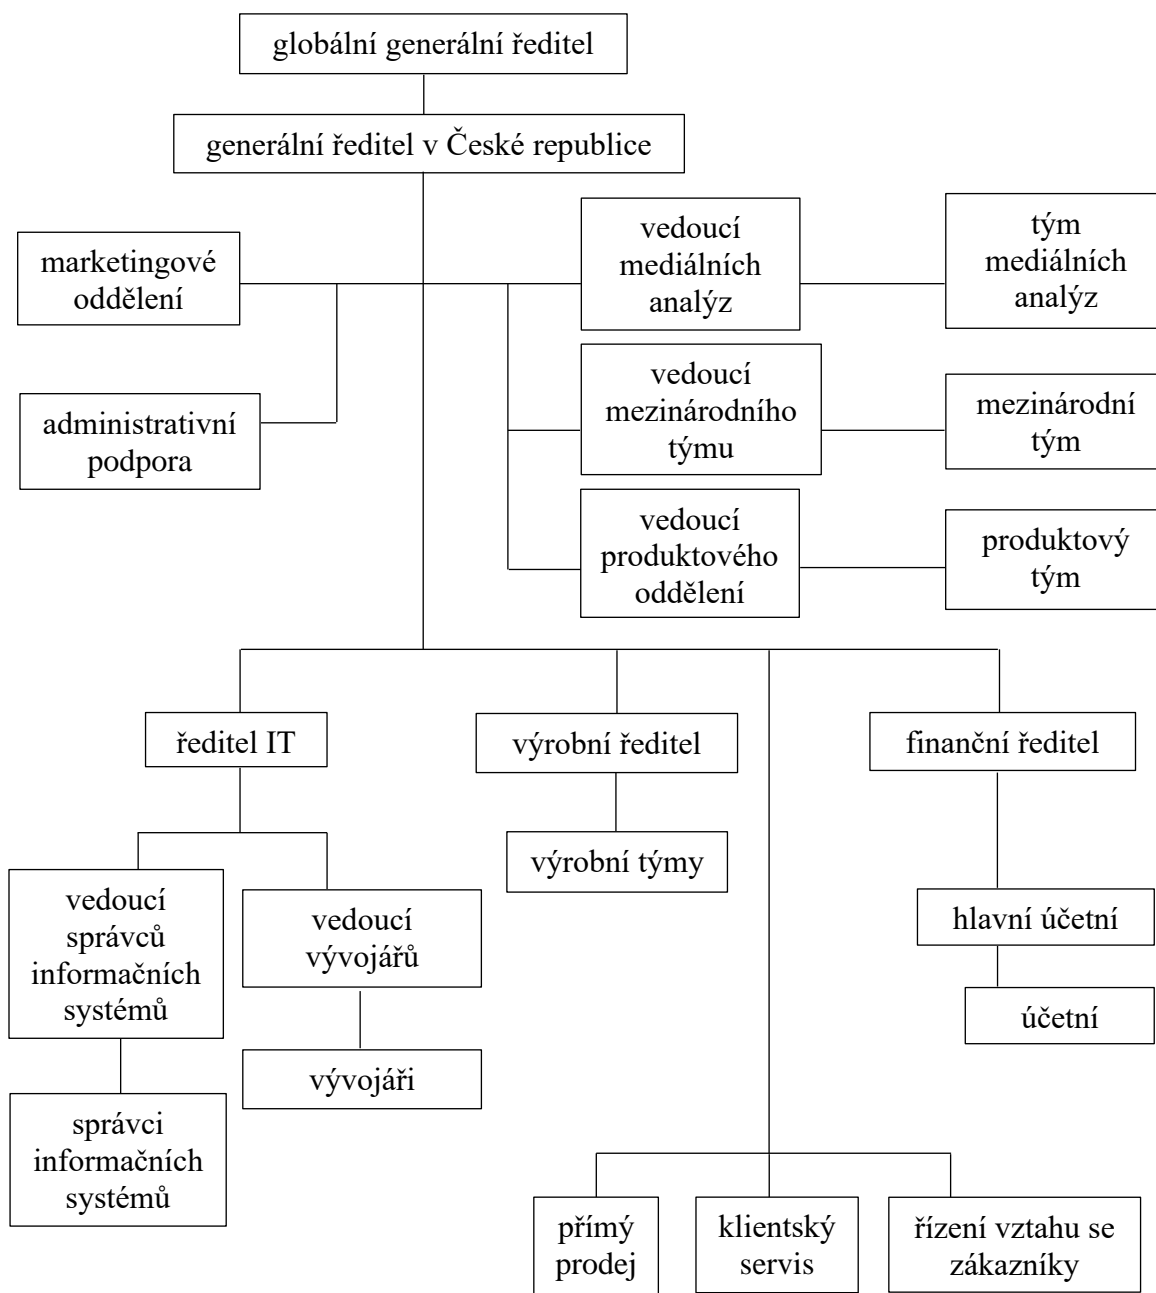 globální generální ředitel
generální ředitel v České republice
marketingové
oddělení
vedoucí
mediálních
analýz
tým
mediálních
analýz
administrativní
podpora
vedoucí
mezinárodního
týmu
mezinárodní
tým
vedoucí
produktového
oddělení
produktový
tým
ředitel IT
výrobní ředitel
finanční ředitel
výrobní týmy
vedoucí
správců
informačních
systémů
vedoucí
vývojářů
hlavní účetní
účetní
vývojáři
správci
informačních
systémů
přímý
prodej
klientský
servis
řízení vztahu se
zákazníky